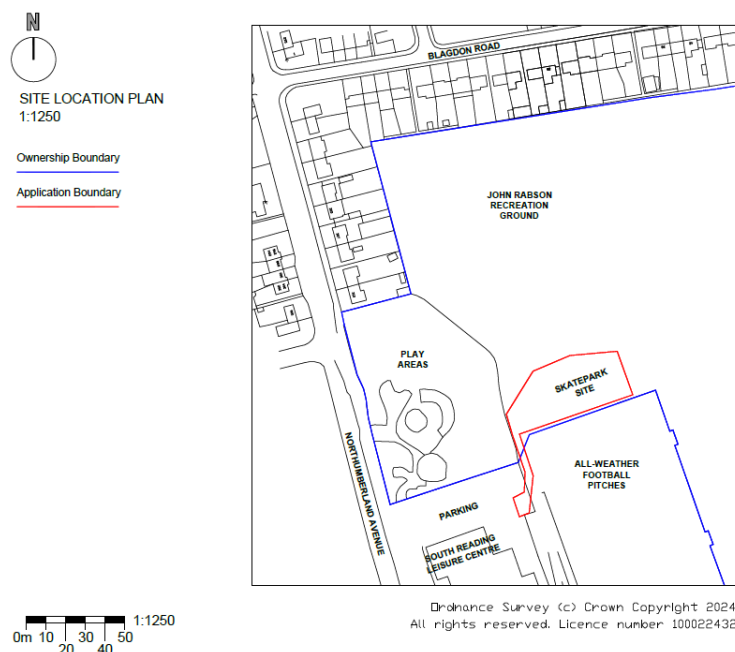 N
SITE LOCATION PLAN
1:1250
Ownership Boundary
Application Boundary
BLAGDON ROAD
JOHN RABSON
RECREATION
GROUND
PLAY
AREAS
SKATEPARK
SITE
ALL-WEATHER
FOOTBALL
PITCHES
NORTHUMBERLAND AVENUE
PARKING
SOUTH READING
LEISURE CENTRE
1:1250
0m 10 30 50
20 40
Ordnance Survey (c) Crown Copyright 2024
All rights reserved. Licence number 100022432